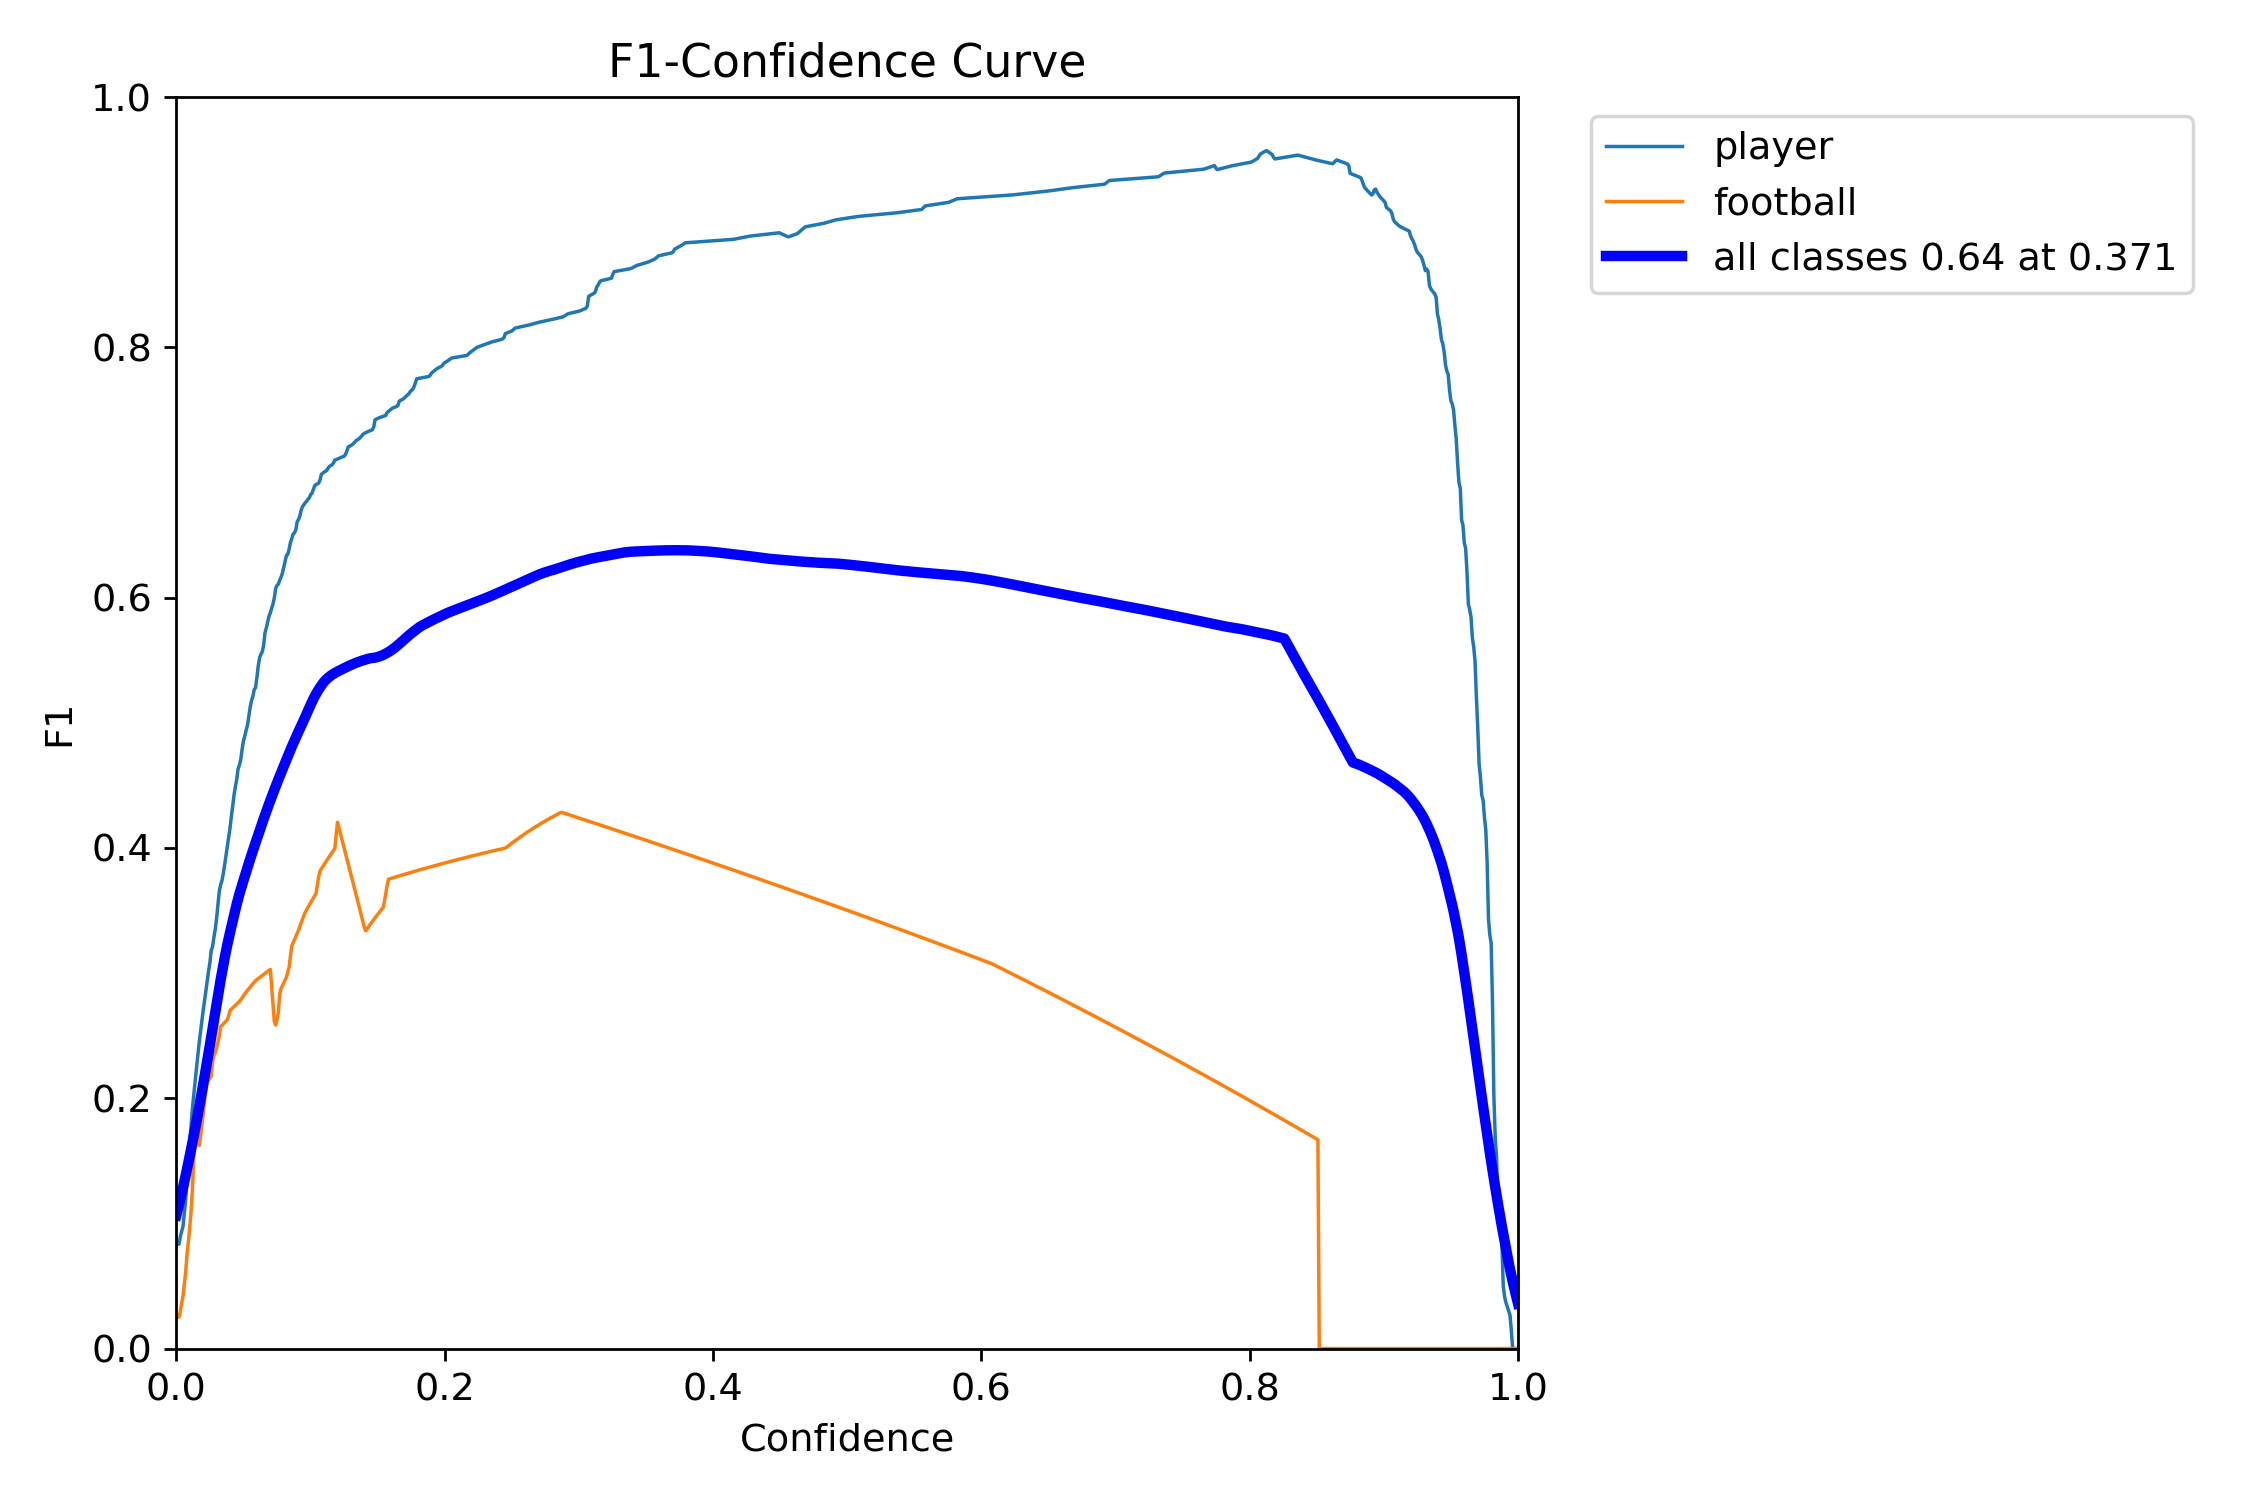 F1-Confidence Curve
player
football
all classes 0.64 at 0.371
F1
1.0
0.8
0.6
0.4
0.2
0.0
0.0 0.2 0.4 0.6 0.8 1.0
Confidence